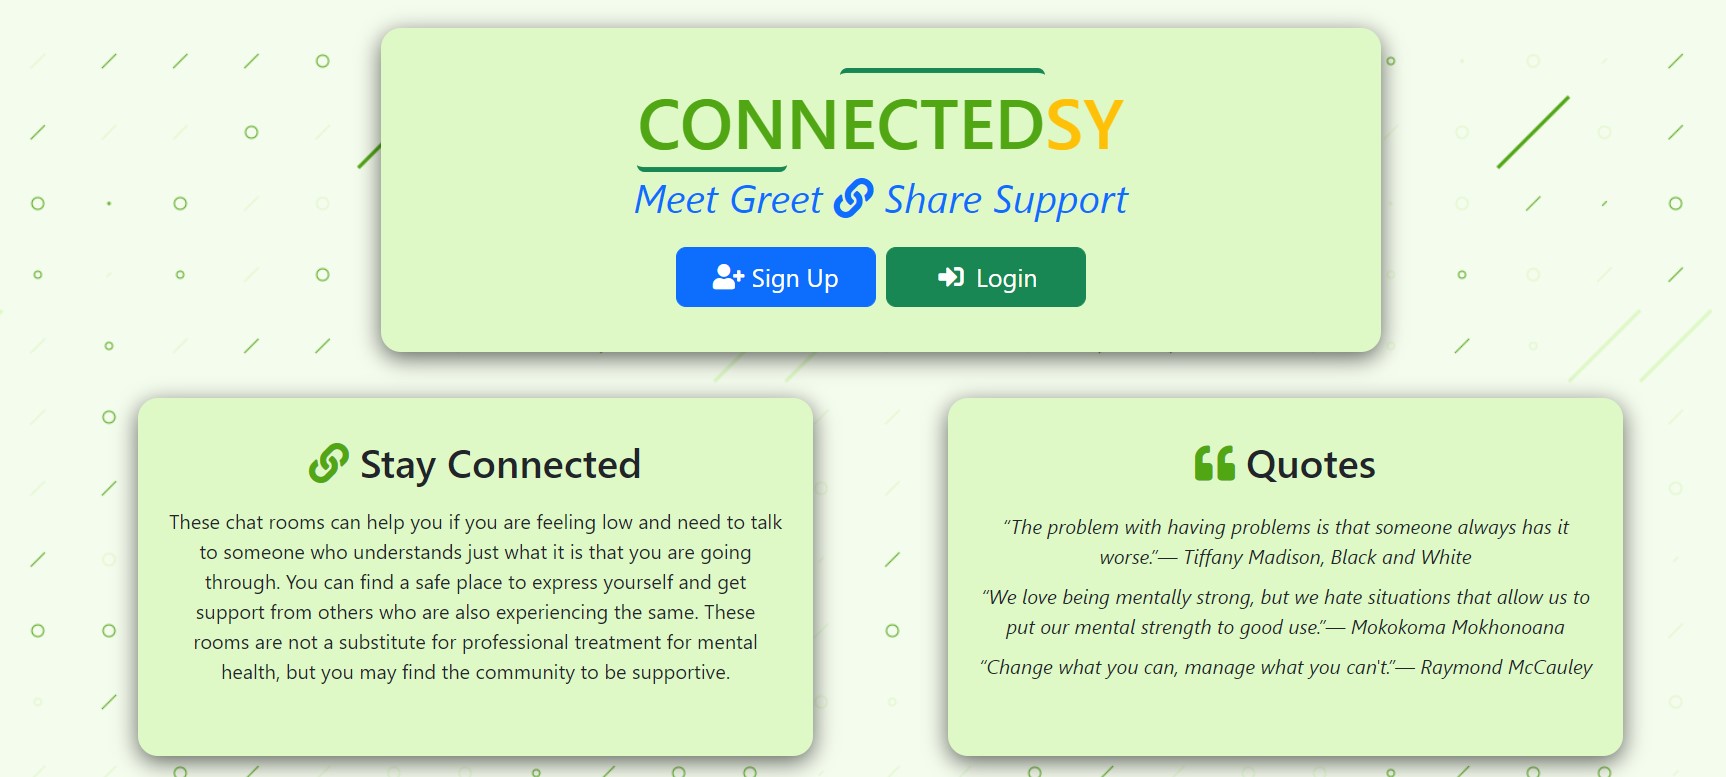 CONNECTEDSY
Meet Greet Share Support
Sign Up
Login
Stay Connected
These chat rooms can help you if you are feeling low and need to talk
to someone who understands just what it is that you are going
through. You can find a safe place to express yourself and get
support from others who are also experiencing the same. These
rooms are not a substitute for professional treatment for mental
health, but you may find the community to be supportive.
Quotes
“The problem with having problems is that someone always has it
worse.”― Tiffany Madison, Black and White
“We love being mentally strong, but we hate situations that allow us to
put our mental strength to good use.”― Mokokoma Mokhonoana
“Change what you can, manage what you can't.”― Raymond McCauley